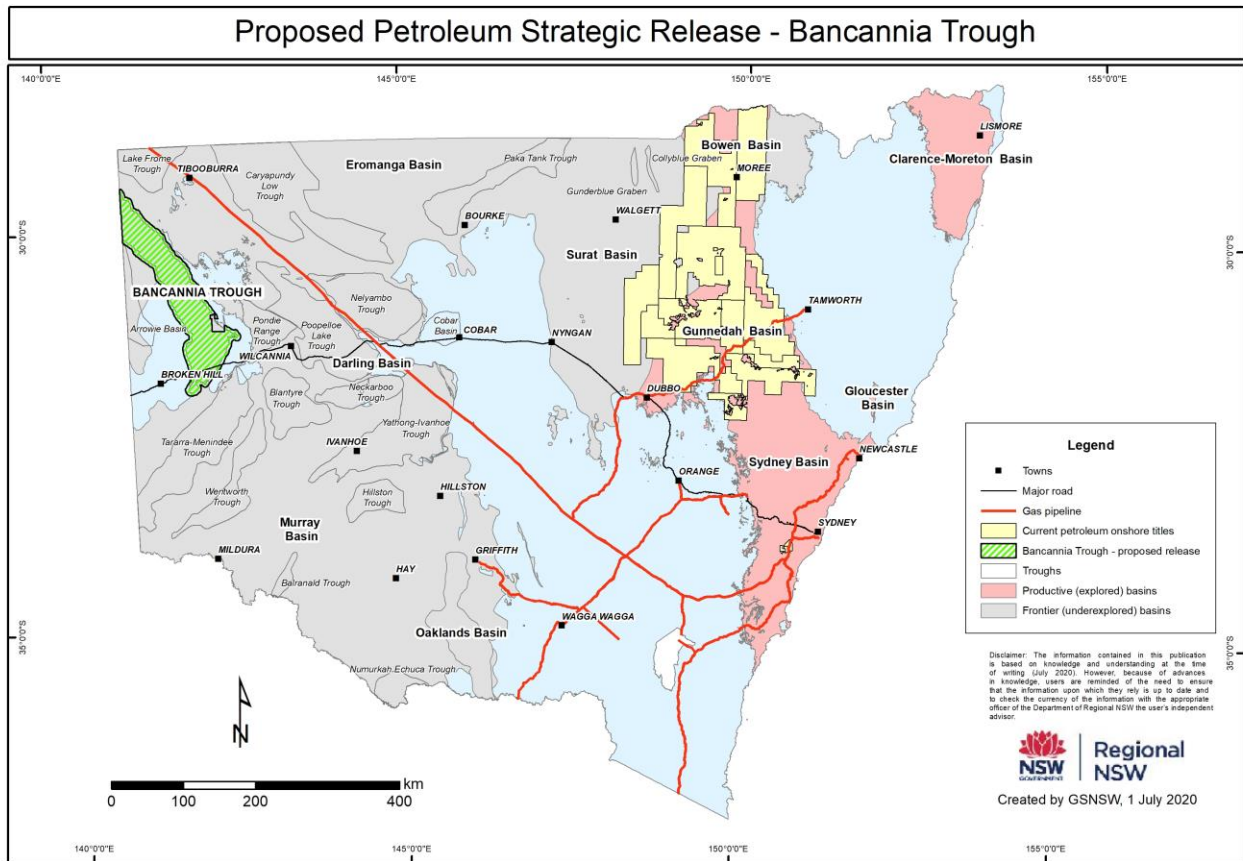 Proposed Petroleum Strategic Release - Bancannia Trough
140°0'0"E
145°0'0"E
150°0'0"E
155°0'0"E
30°0'0"S
30°0'0"S
35°0'0"S
35°0'0"S
Lake Frome
Trough
TIBOOBURRA
Caryapundy
Low
Trough
Eromanga Basin
Paka Tank Trough
Collyblue Graben
Gunderblue Graben
Bowen Basin
MOREE
LISMORE
Clarence-Moreton Basin
BOURKE
WALGETT
Surat Basin
BANCANNIA TROUGH
Arrowie Basin
Pondie
Range
Trough
Poopelloe
Lake
Trough
Nelyambo
Trough
Cobar
Basin
COBAR
NYNGAN
TAMWORTH
Gunnedah Basin
WILCANNIA
Darling Basin
BROKEN HILL
Blantyre
Trough
Neckarboo
Trough
DUBBO
Gloucester
Basin
Yathong-Ivanhoe
Trough
Tararra-Menindee
Trough
IVANHOE
Sydney Basin
NEWCASTLE
ORANGE
Wentworth
Trough
Hillston
Trough
HILLSTON
Murray
Basin
SYDNEY
MILDURA
GRIFFITH
HAY
Balranald Trough
WAGGA WAGGA
Oaklands Basin
Numurkah Echuca Trough
N
km
0 100 200 400
Legend
Towns
Major road
Gas pipeline
Current petroleum onshore titles
Bancannia Trough - proposed release
Troughs
Productive (explored) basins
Frontier (underexplored) basins
Disclaimer: The information contained in this publication
is based on knowledge and understanding at the time
of writing (July 2020). However, because of advances
in knowledge, users are reminded of the need to ensure
that the information upon which they rely is up to date and
to check the currency of the information with the appropriate
officer of the Department of Regional NSW the user's independent
advisor.
NSW
GOVERNMENT
Regional
NSW
Created by GSNSW, 1 July 2020
140°0'0"E
145°0'0"E
150°0'0"E
155°0'0"E